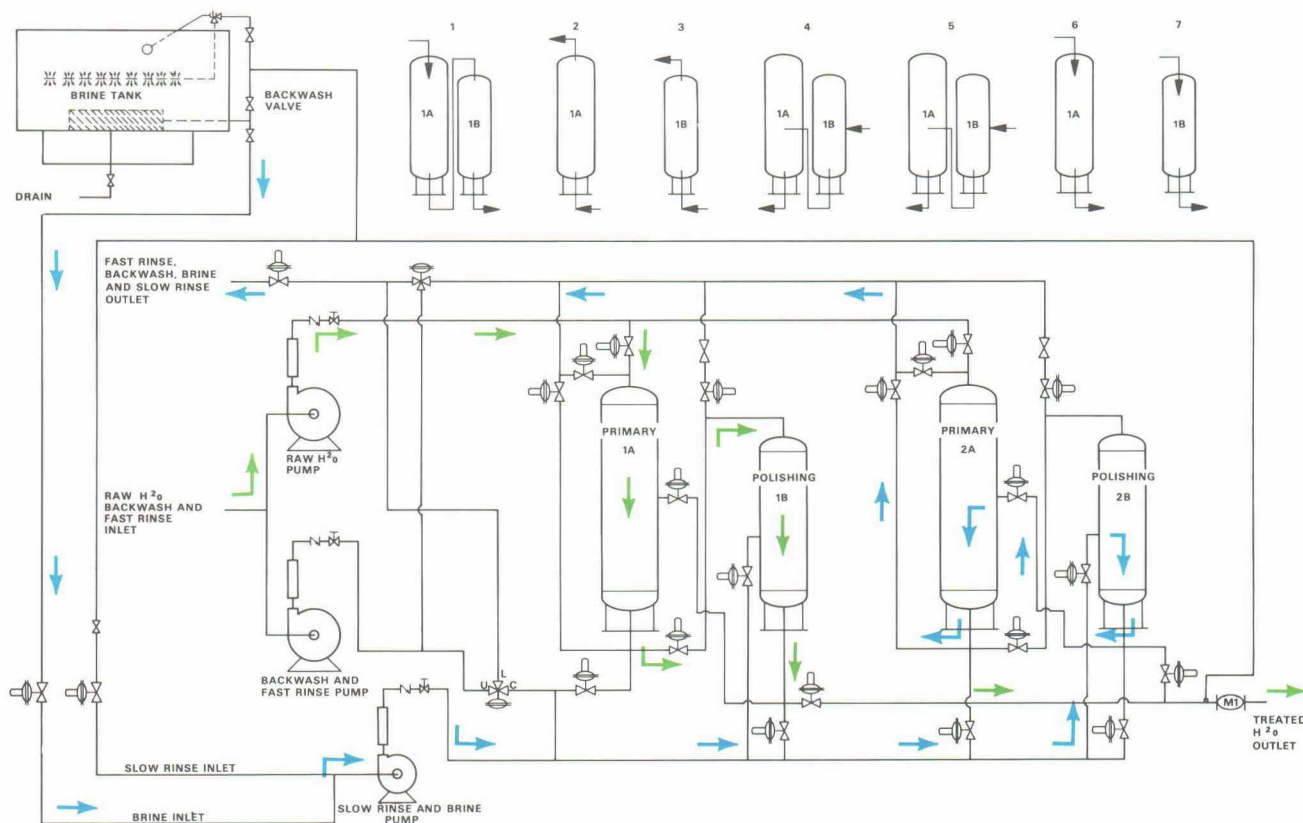 1
2
3
4
5
6
7
1A
1B
1A
1B
1A
1B
1A
1B
1A
1B
BRINE TANK
BACKWASH
VALVE
DRAIN
FAST RINSE,
BACKWASH, BRINE
AND SLOW RINSE
OUTLET
RAW H²O
PUMP
RAW H²O
BACKWASH AND
FAST RINSE
INLET
BACKWASH AND
FAST RINSE PUMP
PRIMARY
1A
POLISHING
1B
PRIMARY
2A
POLISHING
2B
L
U
C
M1
TREATED
H²O
OUTLET
SLOW RINSE INLET
SLOW RINSE AND BRINE
PUMP
BRINE INLET